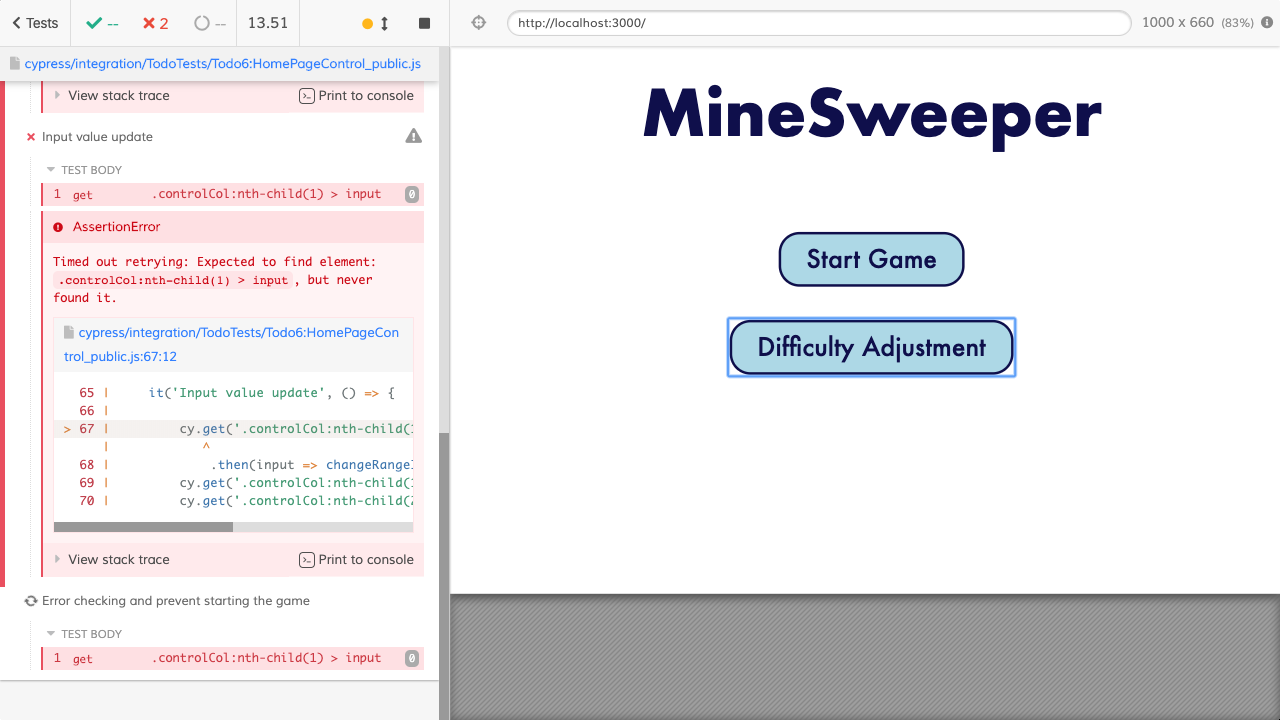 Tests
--
2
--
13.51
http://localhost:3000/
1000 x 660 (83%)
cypress/integration/TodoTests/Todo6:HomePageControl_public.js
View stack trace
Print to console
Input value update
TEST BODY
1 get .controlCol:nth-child(1) > input 0
AssertionError
Timed out retrying: Expected to find element:
.controlCol:nth-child(1) > input, but never
found it.
cypress/integration/TodoTests/Todo6:HomePageCon
trol_public.js:67:12
65 | it('Input value update', () => {
66 |
> 67 | cy.get('.controlCol:nth-child(
| ^
68 | .then(input => changeRange
69 | cy.get('.controlCol:nth-child(
70 | cy.get('.controlCol:nth-child(
View stack trace
Print to console
Error checking and prevent starting the game
TEST BODY
1 get .controlCol:nth-child(1) > input 0
MineSweeper
Start Game
Difficulty Adjustment